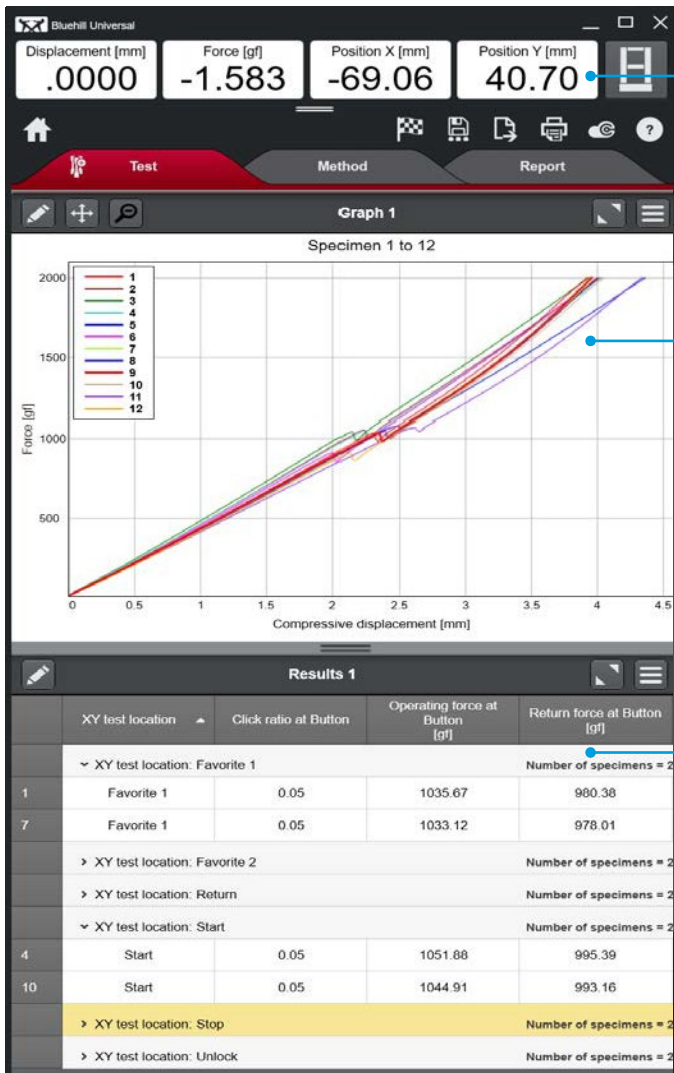 Bluehill Universal
Displacement [mm] Force [gf] Position X [mm] Position Y [mm]
.0000 -1.583 -69.06 40.70
?
Test Method Report
Graph 1
Specimen 1 to 12
Force [gf]
2000
1500
1000
500
1
2
3
4
5
6
7
8
9
10
11
12
0 0.5 1 1.5 2 2.5 3 3.5 4 4.5
Compressive displacement [mm]
Results 1
XY test location Click ratio at Button Operating force at Button [gf] Return force at Button [gf]
XY test location: Favorite 1 Number of specimens = 2
1 Favorite 1 0.05 1035.67 980.38
7 Favorite 1 0.05 1033.12 978.01
XY test location: Favorite 2 Number of specimens = 2
XY test location: Return Number of specimens = 2
XY test location: Start Number of specimens = 2
4 Start 0.05 1051.88 995.39
10 Start 0.05 1044.91 993.16
XY test location: Stop Number of specimens = 2
XY test location: Unlock Number of specimens = 2